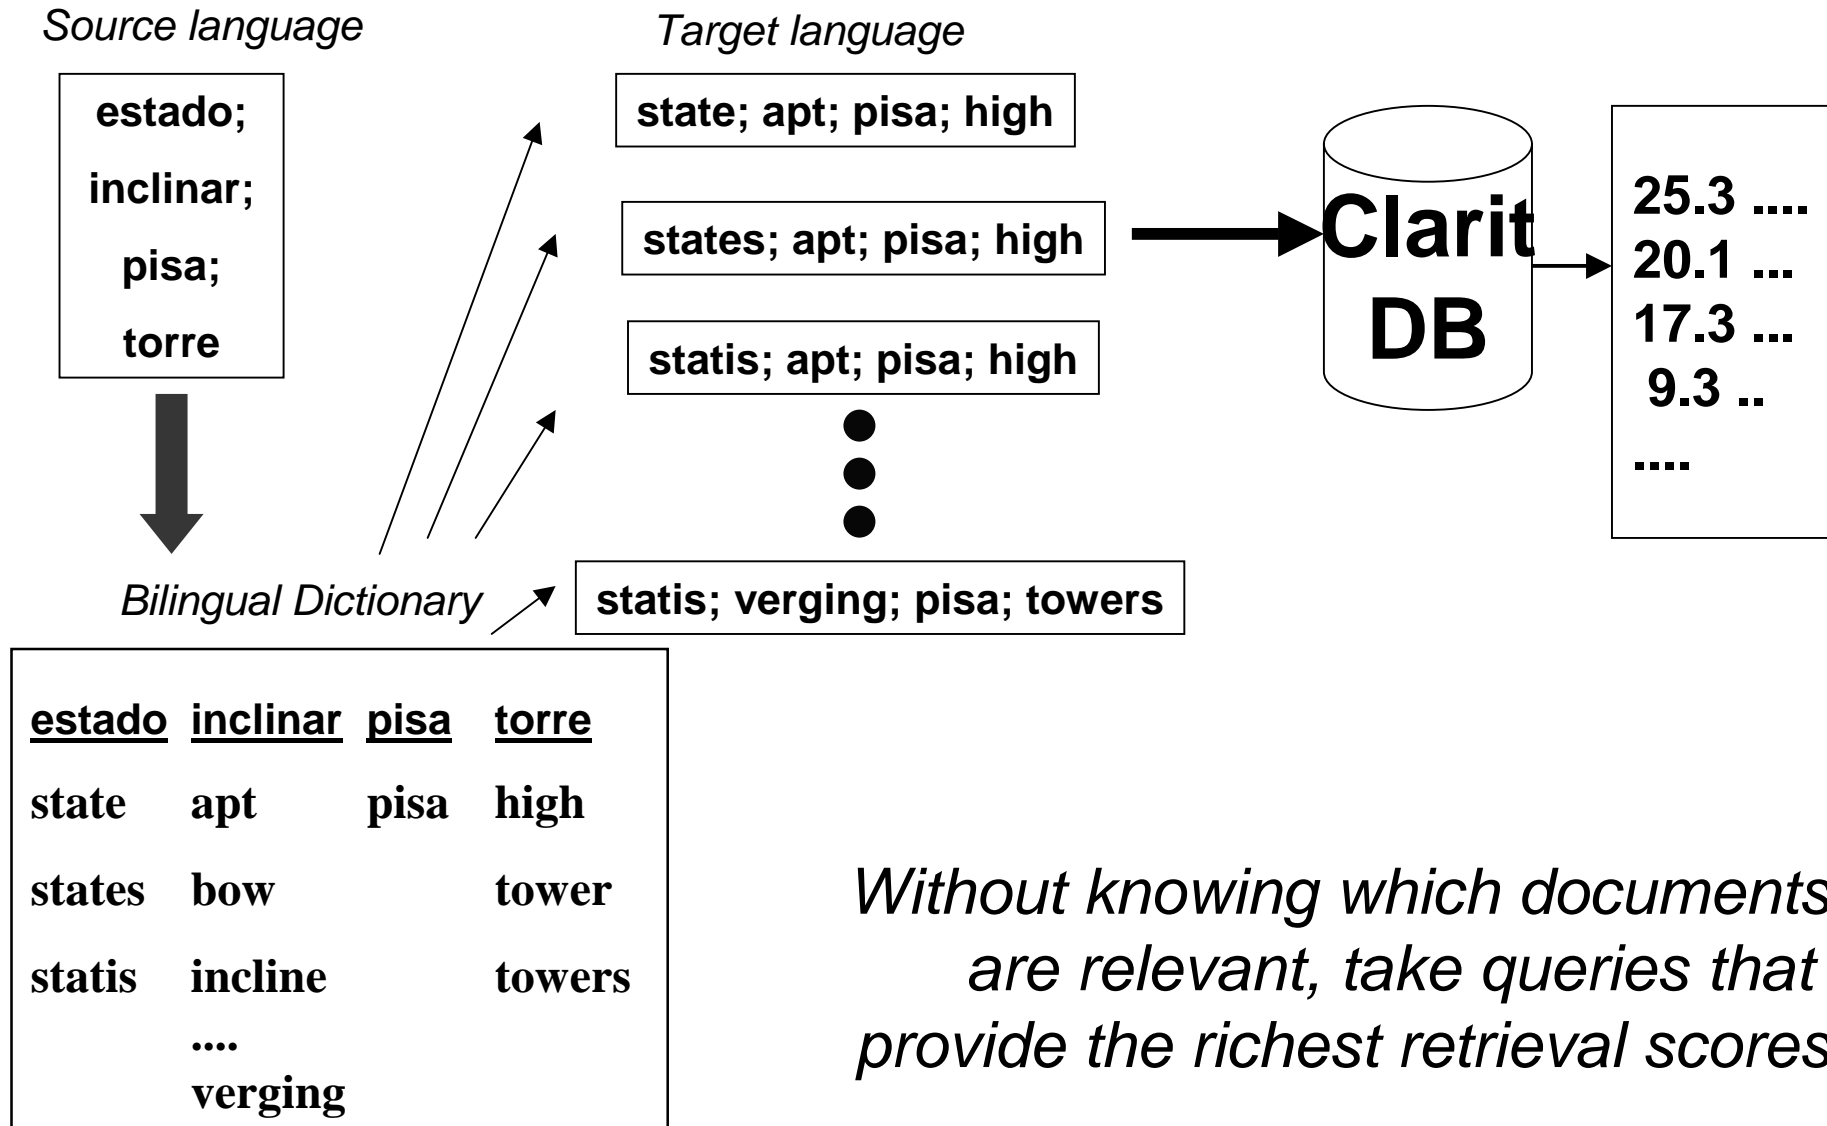 Source language
estado;
inclinar;
pisa;
torre
Target language
state; apt; pisa; high
states; apt; pisa; high
statis; apt; pisa; high
statis; verging; pisa; towers
Clarit
DB
25.3 ....
20.1 ...
17.3 ...
9.3 ..
....
Bilingual Dictionary
estado inclinar pisa torre
state apt pisa high
states bow tower
statis incline towers
....
verging
Without knowing which documents
are relevant, take queries that
provide the richest retrieval scores